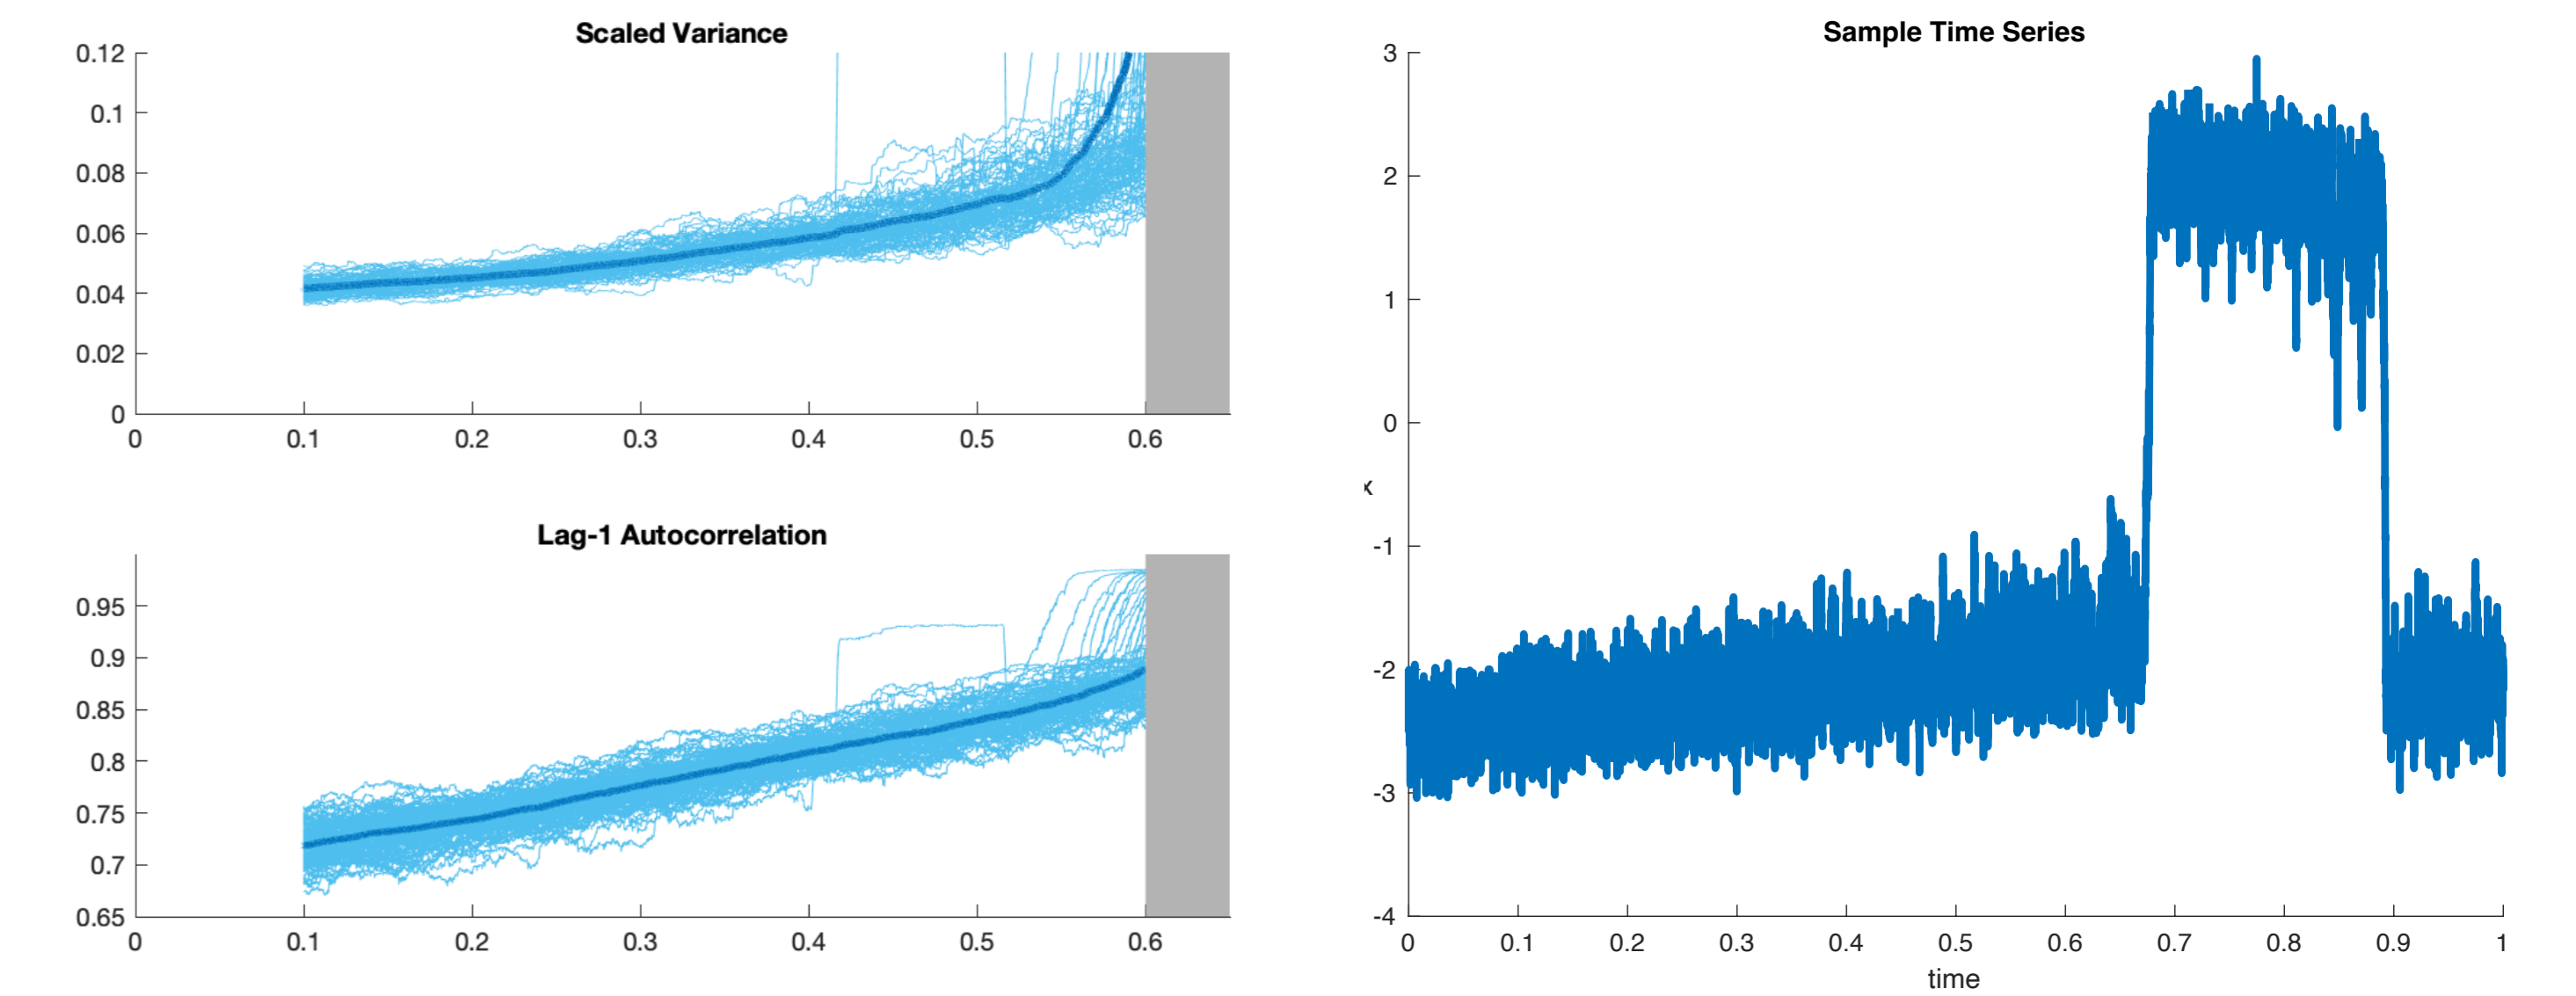 Scaled Variance
0.12
0.1
0.08
0.06
0.04
0.02
0
0 0.1 0.2 0.3 0.4 0.5 0.6
Lag-1 Autocorrelation
0.95
0.9
0.85
0.8
0.75
0.7
0.65
0 0.1 0.2 0.3 0.4 0.5 0.6
Sample Time Series
3
2
1
0
x
-1
-2
-3
-4
0 0.1 0.2 0.3 0.4 0.5 0.6 0.7 0.8 0.9 1
time